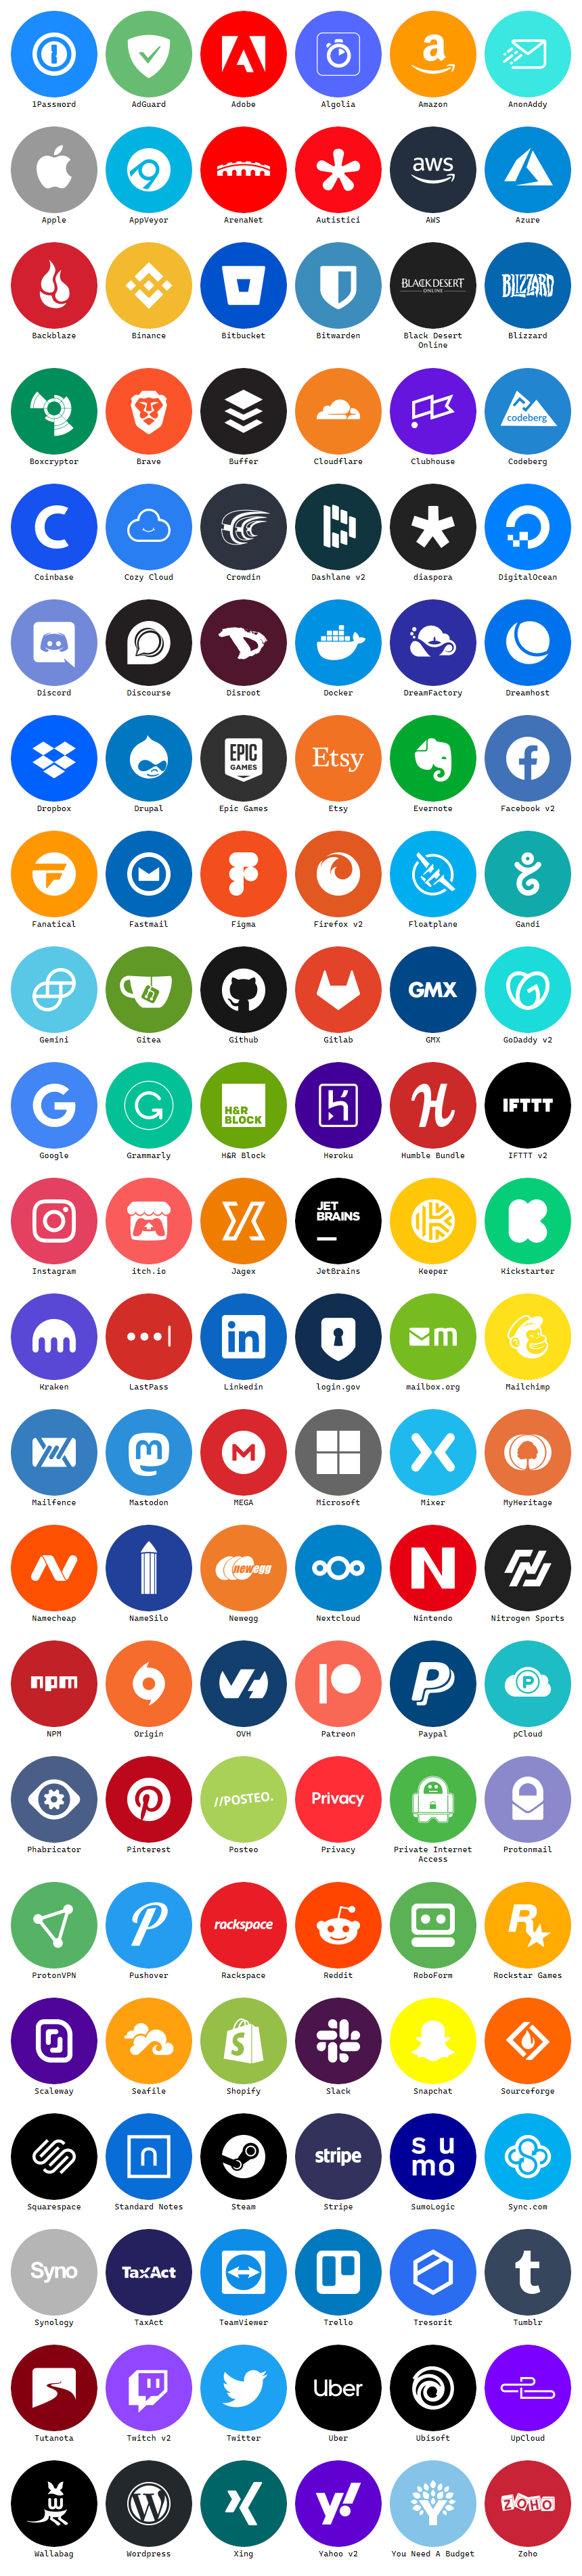 a
1Password AdGuard Adobe Algolia Amazon AnonAddy
aws
Apple AppVeyor ArenaNet Autistici AWS Azure
BLACK DESERT
ONLINE
BLIZZARD
Backblaze Binance Bitbucket Bitwarden Black Desert Online Blizzard
codeberg
Boxcryptor Brave Buffer Cloudflare Clubhouse Codeberg
Coinbase Cozy Cloud Crowdin Dashlane v2 diaspora DigitalOcean
Discord Discourse Disroot Docker DreamFactory Dreamhost
EPIC
GAMES
Etsy
Dropbox Drupal Epic Games Etsy Evernote Facebook v2
Fanatical Fastmail Figma Firefox v2 Floatplane Gandi
GMX
Gemini Gitea Github Gitlab GMX GoDaddy v2
G
H&R
BLOCK
H
IFTTT
Google Grammarly H&R Block Heroku Humble Bundle IFTTT v2
JET
BRAINS
K
Instagram itch.io Jagex JetBrains Keeper Kickstarter
in
m
Kraken LastPass Linkedin login.gov mailbox.org Mailchimp
m
M
Mailfence Mastodon MEGA Microsoft Mixer MyHeritage
newegg
N
Namecheap NameSilo Newegg Nextcloud Nintendo Nitrogen Sports
npm
P
P
NPM Origin OVH Patreon Paypal pCloud
//POSTEO.
Privacy
Phabricator Pinterest Posteo Privacy Private Internet Access Protonmail
P
rackspace
R
ProtonVPN Pushover Rackspace Reddit RoboForm Rockstar Games
S
Scaleway Seafile Shopify Slack Snapchat Sourceforge
n
stripe
su
mo
Squarespace Standard Notes Steam Stripe SumoLogic Sync.com
Syno
TaxAct
t
Synology TaxAct TeamViewer Trello Tresorit Tumblr
Uber
Tutanota Twitch v2 Twitter Uber Ubisoft UpCloud
W
W
y!
ZOHO
Wallabag Wordpress Xing Yahoo v2 You Need A Budget Zoho